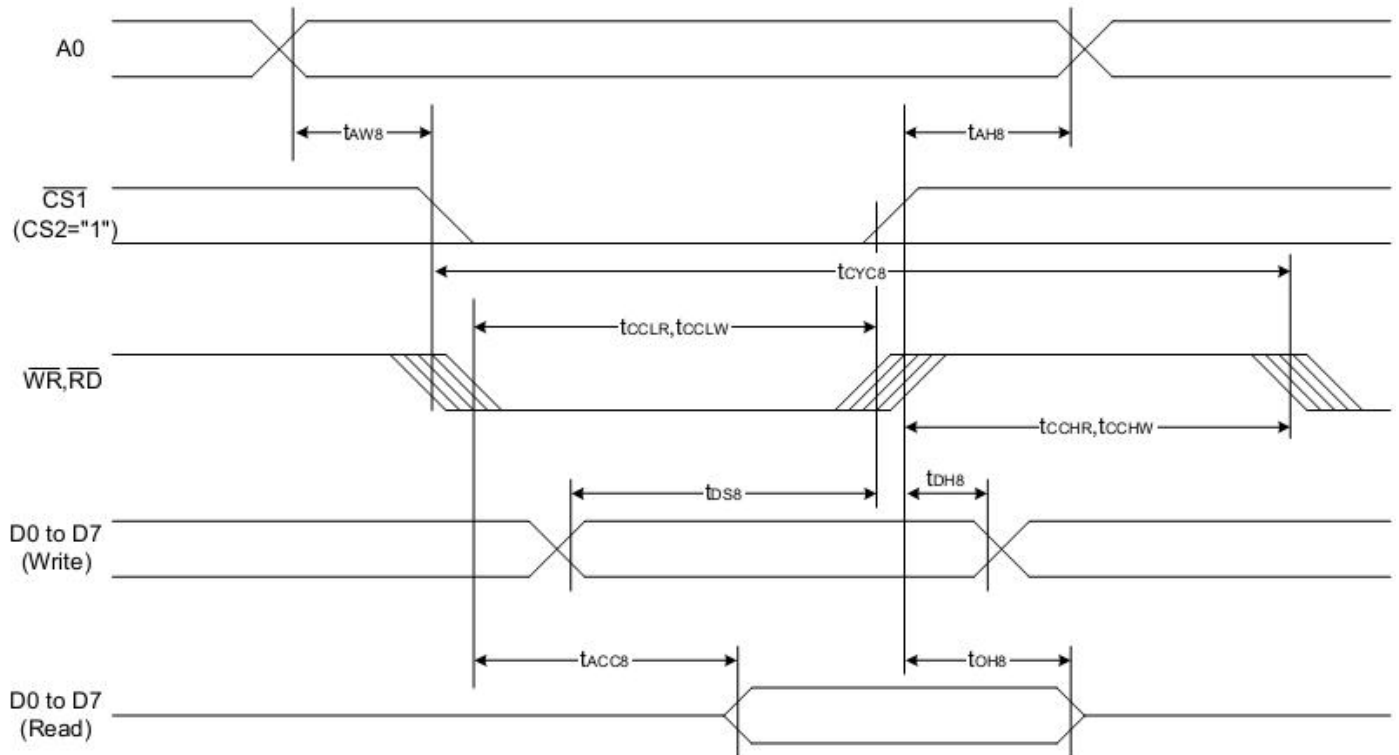 A0
tAW8
tAH8
CS1
(CS2="1")
tCYC8
tCCLR,tCCLW
WR,RD
tCCHR,tCCHW
tDS8
tDH8
D0 to D7
(Write)
tACC8
tOH8
D0 to D7
(Read)